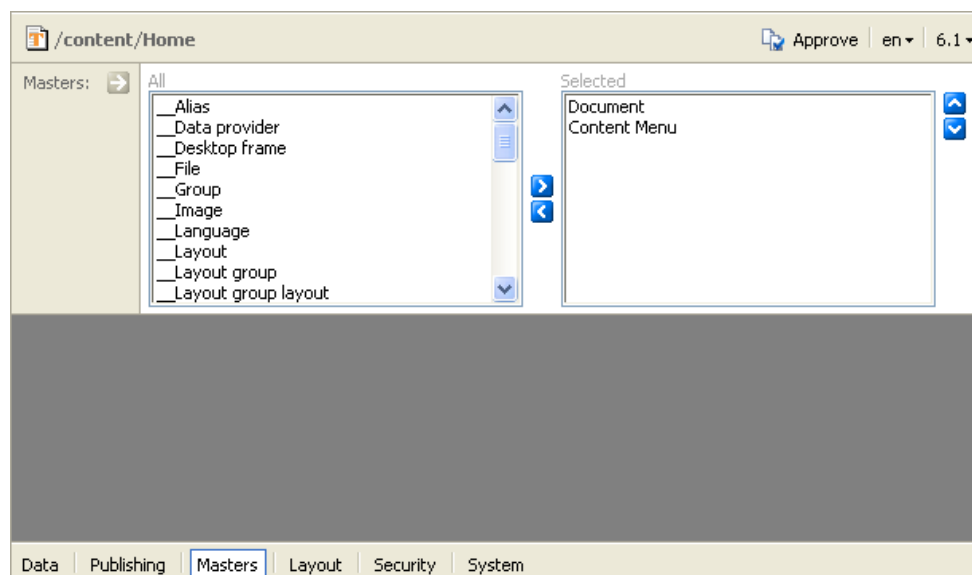 /content/Home
Approve en 6.1
Masters:
All
__Alias
__Data provider
__Desktop frame
__File
__Group
__Image
__Language
__Layout
__Layout group
__Layout group layout
Selected
Document
Content Menu
Data Publishing Masters Layout Security System